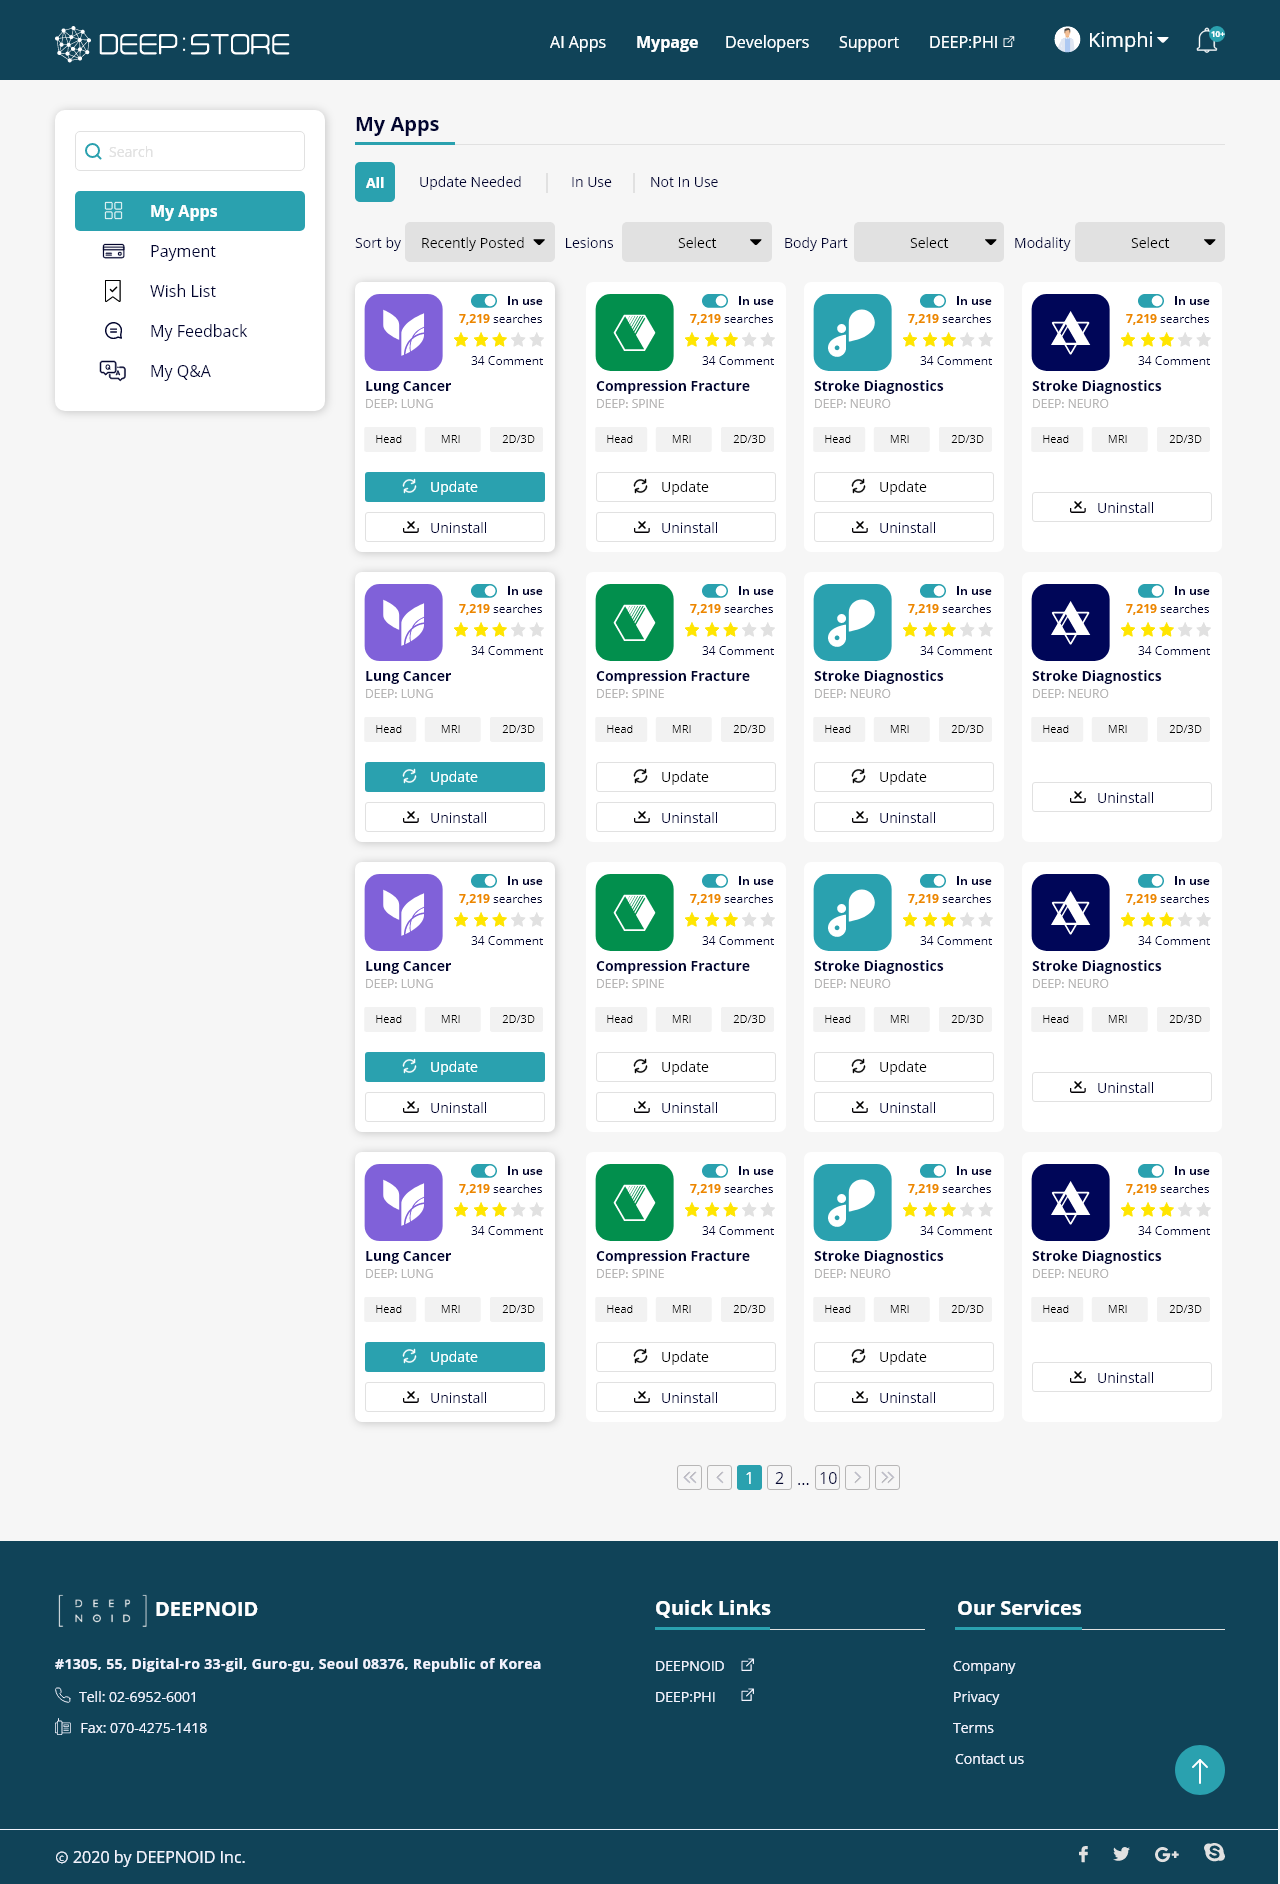 DEEP:STORE
AI Apps Mypage Developers Support DEEP:PHI Kimphi 10+
Search
My Apps
Payment
Wish List
My Feedback
My Q&A
My Apps
All Update Needed In Use Not In Use
Sort by Recently Posted Lesions Select Body Part Select Modality Select
In use In use In use In use
7,219 searches 7,219 searches 7,219 searches 7,219 searches
34 Comment 34 Comment 34 Comment 34 Comment
Lung Cancer Compression Fracture Stroke Diagnostics Stroke Diagnostics
DEEP: LUNG DEEP: SPINE DEEP: NEURO DEEP: NEURO
Head MRI 2D/3D Head MRI 2D/3D Head MRI 2D/3D Head MRI 2D/3D
Update Update Update
Uninstall Uninstall Uninstall Uninstall
In use In use In use In use
7,219 searches 7,219 searches 7,219 searches 7,219 searches
34 Comment 34 Comment 34 Comment 34 Comment
Lung Cancer Compression Fracture Stroke Diagnostics Stroke Diagnostics
DEEP: LUNG DEEP: SPINE DEEP: NEURO DEEP: NEURO
Head MRI 2D/3D Head MRI 2D/3D Head MRI 2D/3D Head MRI 2D/3D
Update Update Update
Uninstall Uninstall Uninstall Uninstall
In use In use In use In use
7,219 searches 7,219 searches 7,219 searches 7,219 searches
34 Comment 34 Comment 34 Comment 34 Comment
Lung Cancer Compression Fracture Stroke Diagnostics Stroke Diagnostics
DEEP: LUNG DEEP: SPINE DEEP: NEURO DEEP: NEURO
Head MRI 2D/3D Head MRI 2D/3D Head MRI 2D/3D Head MRI 2D/3D
Update Update Update
Uninstall Uninstall Uninstall Uninstall
In use In use In use In use
7,219 searches 7,219 searches 7,219 searches 7,219 searches
34 Comment 34 Comment 34 Comment 34 Comment
Lung Cancer Compression Fracture Stroke Diagnostics Stroke Diagnostics
DEEP: LUNG DEEP: SPINE DEEP: NEURO DEEP: NEURO
Head MRI 2D/3D Head MRI 2D/3D Head MRI 2D/3D Head MRI 2D/3D
Update Update Update
Uninstall Uninstall Uninstall Uninstall
1 2 ... 10
DEEP
NOID
DEEPNOID
#1305, 55, Digital-ro 33-gil, Guro-gu, Seoul 08376, Republic of Korea
Tell: 02-6952-6001
Fax: 070-4275-1418
Quick Links
DEEPNOID
DEEP:PHI
Our Services
Company
Privacy
Terms
Contact us
© 2020 by DEEPNOID Inc.